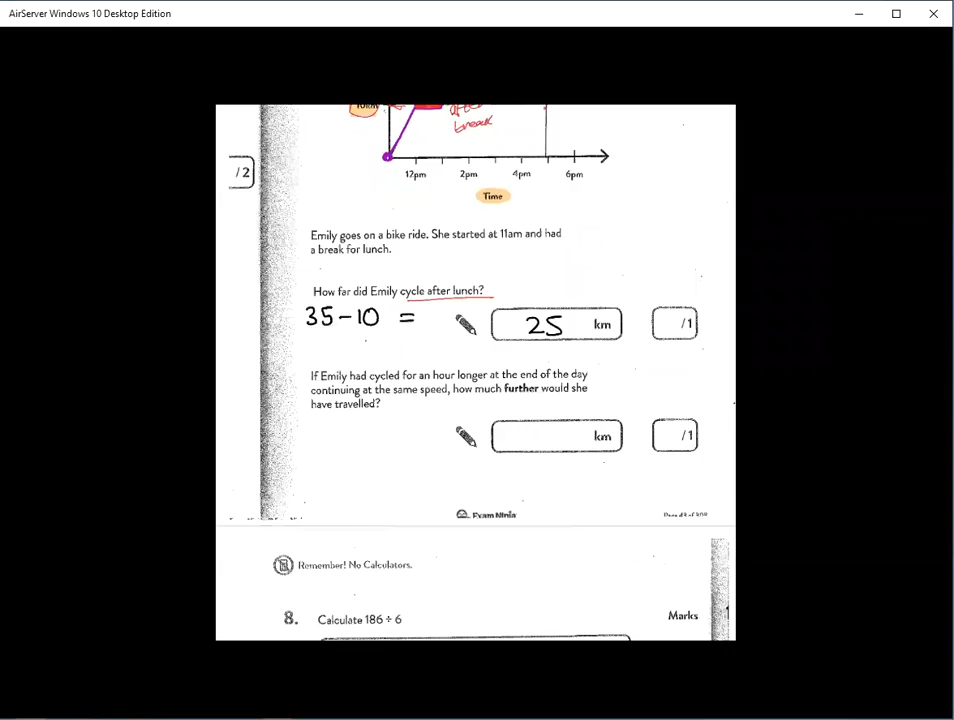 AirServer Windows 10 Desktop Edition
10km
after
break
/2
12pm 2pm 4pm 6pm
Time
Emily goes on a bike ride. She started at 11am and had
a break for lunch.
How far did Emily cycle after lunch?
35-10 = 25 km /1
If Emily had cycled for an hour longer at the end of the day
continuing at the same speed, how much further would she
have travelled?
km /1
Exam Ninja
Remember! No Calculators.
8. Calculate 186 ÷ 6 Marks